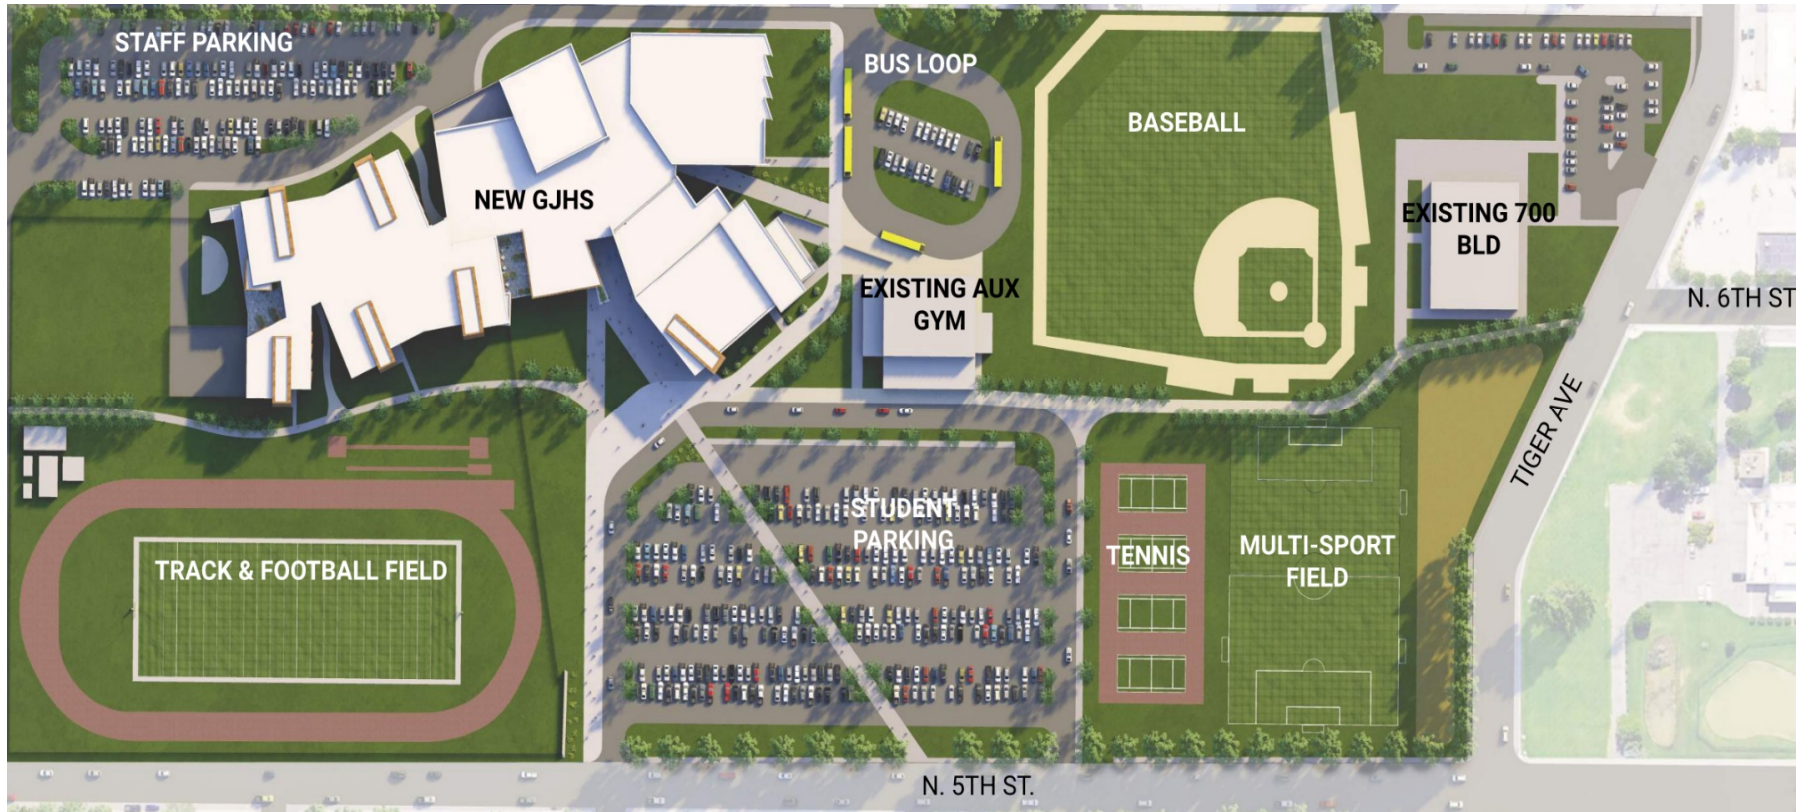 STAFF PARKING
BUS LOOP
BASEBALL
NEW GJHS
EXISTING 700
BLD
EXISTING AUX
GYM
N. 6TH ST
TIGER AVE
STUDENT
PARKING
TRACK & FOOTBALL FIELD
TENNIS
MULTI-SPORT
FIELD
N. 5TH ST.